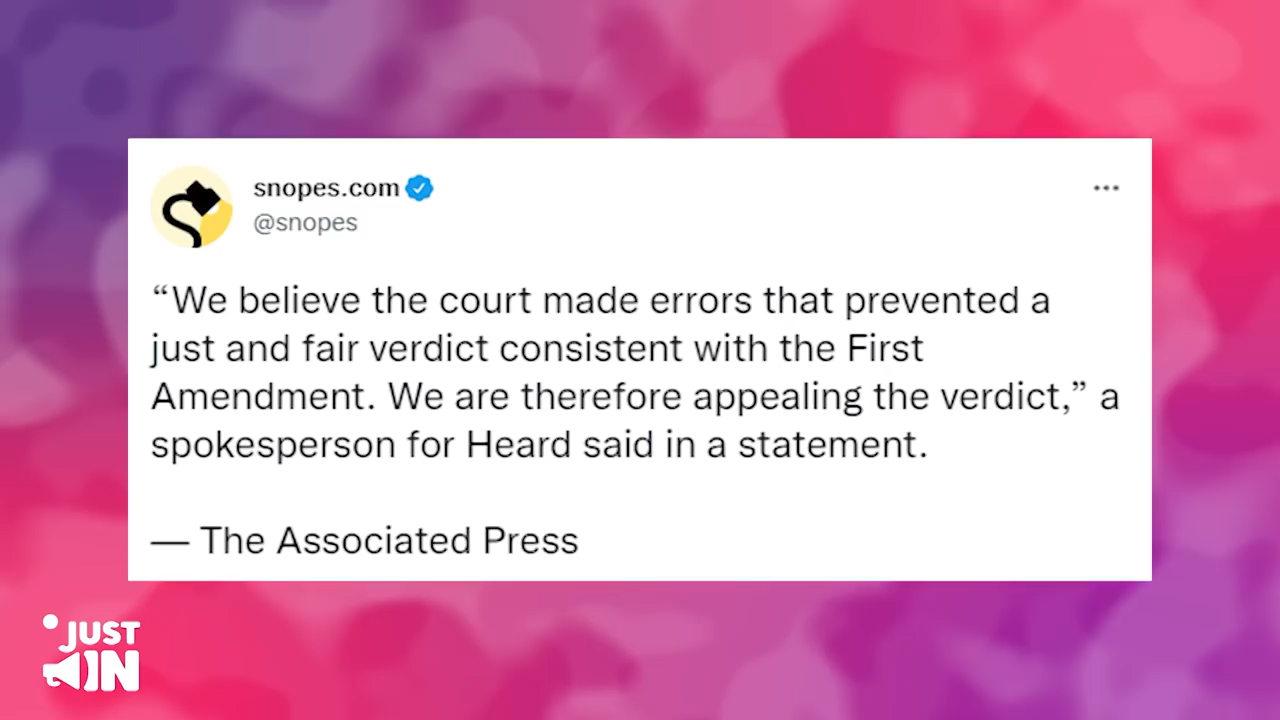 snopes.com
@snopes
“We believe the court made errors that prevented a
just and fair verdict consistent with the First
Amendment. We are therefore appealing the verdict,” a
spokesperson for Heard said in a statement.
— The Associated Press
JUST
IN